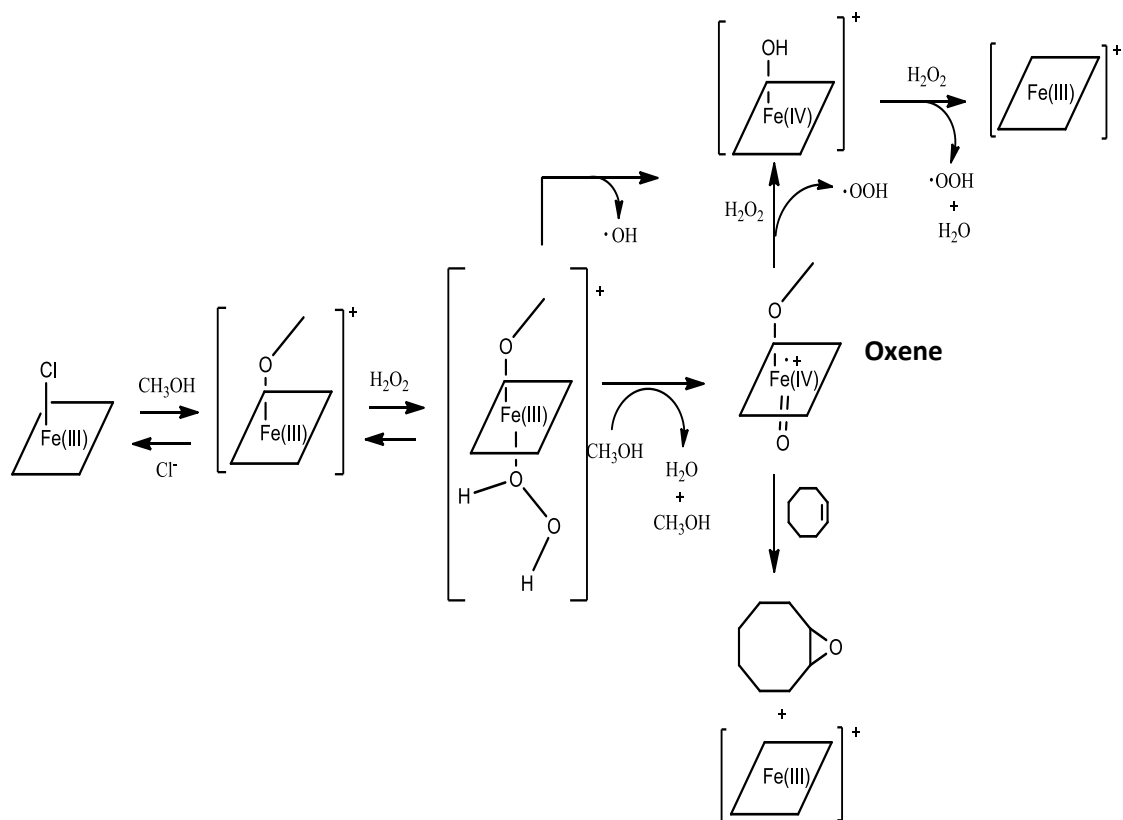 Cl
Fe(III)
CH₃OH
Cl⁻
+
O
Fe(III)
H₂O₂
+
O
Fe(III)
O
H
O
H
·OH
CH₃OH
H₂O
+
CH₃OH
+
OH
Fe(IV)
H₂O₂
·OOH
+
H₂O
+
Fe(III)
H₂O₂
·OOH
O
·+
Fe(IV)
O
Oxene
O
+
+
Fe(III)